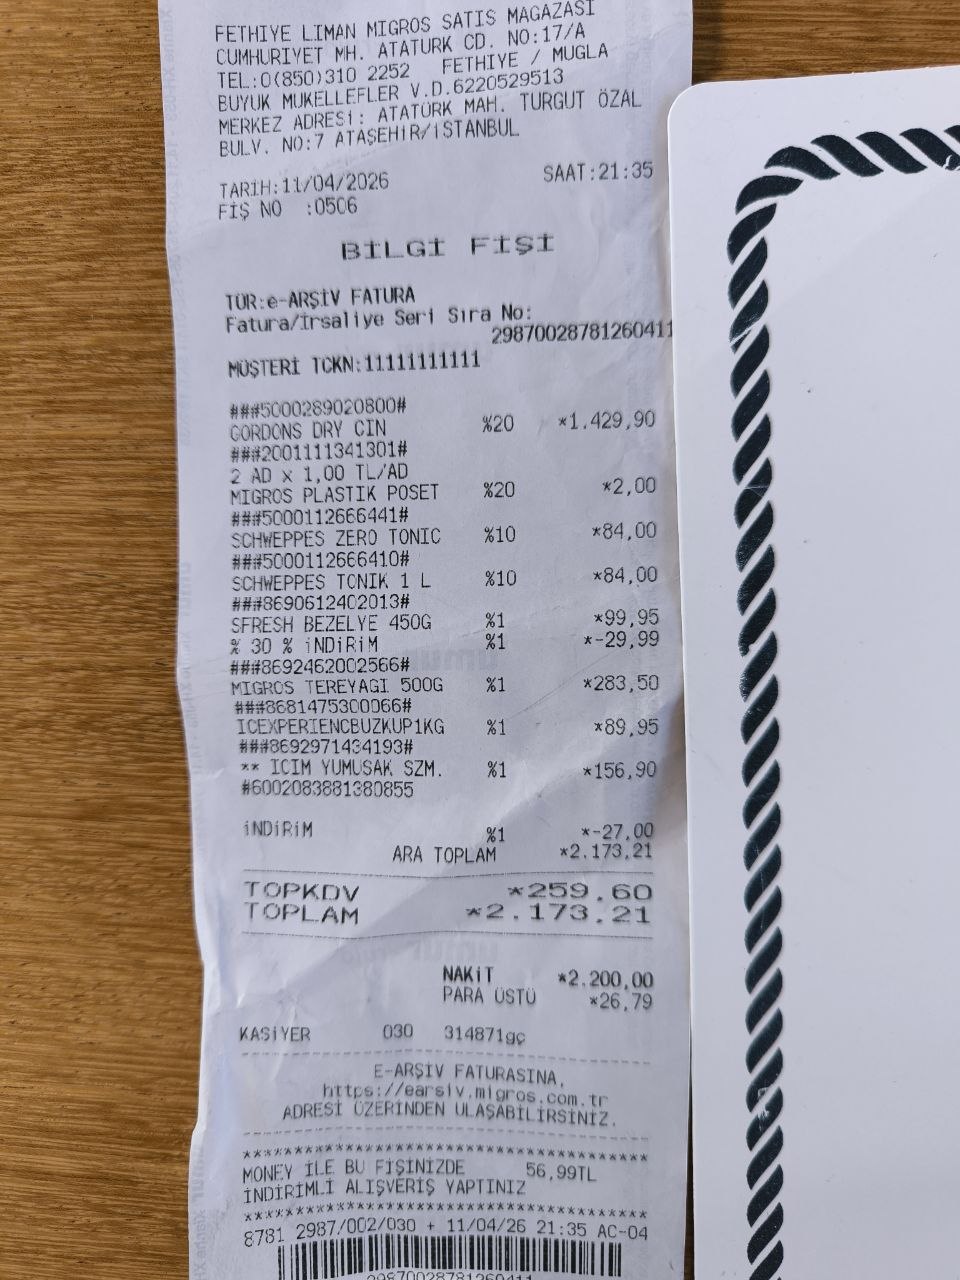 FETHIYE LIMAN MIGROS SATIS MAGAZASI
CUMHURIYET MH. ATATURK CD. NO:17/A
TEL:0(850)310 2252 FETHIYE / MUGLA
BUYUK MUKELLEFLER V.D.6220529513
MERKEZ ADRESİ: ATATÜRK MAH. TURGUT ÖZAL
BULV. NO:7 ATAŞEHİR/İSTANBUL
TARİH:11/04/2026 SAAT:21:35
FİŞ NO :0506
BİLGİ FİŞİ
TÜR:e-ARŞİV FATURA
Fatura/İrsaliye Seri Sıra No:
29870028781260411
MÜŞTERİ TCKN:11111111111
###5000289020800#
GORDONS DRY CIN %20 *1.429,90
###2001111341301#
2 AD x 1,00 TL/AD
MIGROS PLASTIK POSET %20 *2,00
###5000112666441#
SCHWEPPES ZERO TONIC %10 *84,00
###5000112666410#
SCHWEPPES TONIK 1 L %10 *84,00
###8690612402013#
SFRESH BEZELYE 450G %1 *99,95
% 30 % İNDİRİM %1 *-29,99
###8692462002566#
MIGROS TEREYAGI 500G %1 *283,50
###8681475300066#
ICEXPERIENCBUZKUP1KG %1 *89,95
###8692971434193#
** ICIM YUMUSAK SZM. %1 *156,90
#6002083881380855
İNDİRİM %1 *-27,00
ARA TOPLAM *2.173,21
TOPKDV *259,60
TOPLAM *2.173,21
NAKİT *2.200,00
PARA ÜSTÜ *26,79
KASİYER 030 314871gç
E-ARŞİV FATURASINA,
https://earsiv.migros.com.tr
ADRESİ ÜZERİNDEN ULAŞABİLİRSİNİZ.
****************************************
MONEY İLE BU FİŞİNİZDE 56,99TL
İNDİRİMLİ ALIŞVERİŞ YAPTINIZ
****************************************
8781 2987/002/030 + 11/04/26 21:35 AC-04
29870028781260411